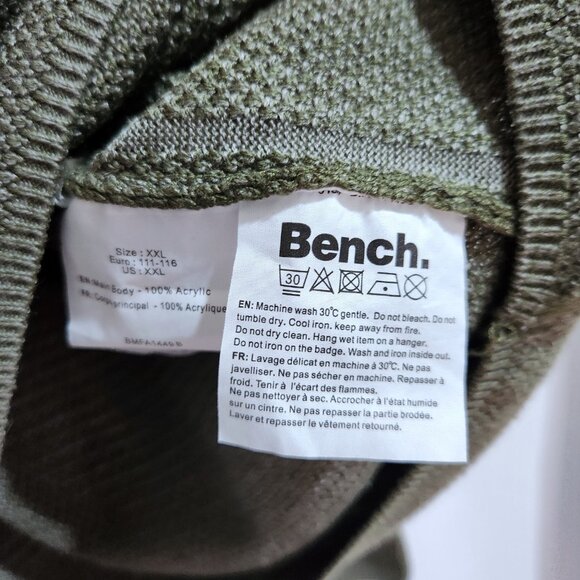 Size : XXL
Euro : 111-116
US : XXL
EN: Main Body - 100% Acrylic
FR: Corps principal - 100% Acrylique
Bench.
30
EN: Machine wash 30°C gentle. Do not bleach. Do not
tumble dry. Cool iron. keep away from fire.
Do not dry clean. Hang wet item on a hanger.
Do not iron on the badge. Wash and iron inside out.
FR: Lavage délicat en machine à 30°C. Ne pas
javelliser. Ne pas sécher en machine. Repasser à
froid. Tenir à l'écart des flammes.
Ne pas nettoyer à sec. Accrocher à l'état humide
sur un cintre. Ne pas repasser la partie brodée.
Laver et repasser le vêtement retourné.